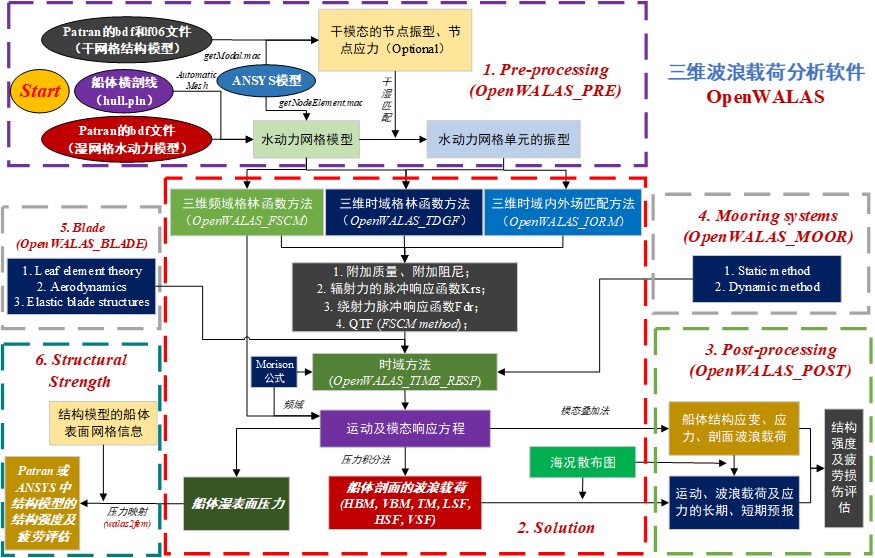 三维波浪载荷分析软件
OpenWALAS
Patran的bdf和f06文件
（干网格结构模型）
getModal.mac
干模态的节点振型、节
点应力（Optional）
Start
船体横剖线
（hull.pln）
Automatic
Mesh
ANSYS模型
getNodeElement.mac
干
湿
匹
配
1. Pre-processing
(OpenWALAS_PRE)
Patran的bdf文件
（湿网格水动力模型）
水动力网格模型
水动力网格单元的振型
三维频域格林函数方法
(OpenWALAS_FSCM)
三维时域格林函数方法
(OpenWALAS_TDGF)
三维时域内外场匹配方法
(OpenWALAS_IORM)
5. Blade
(OpenWALAS_BLADE)
1. Leaf element theory
2. Aerodynamics
3. Elastic blade structures
4. Mooring systems
(OpenWALAS_MOOR)
1. Static method
2. Dynamic method
1. 附加质量、附加阻尼；
2. 辐射力的脉冲响应函数Krs；
3. 绕射力脉冲响应函数Fdr；
4. QTF (FSCM method)；
Morison
公式
时域方法
(OpenWALAS_TIME_RESP)
频域
运动及模态响应方程
模态叠加法
压力积分法
船体湿表面压力
船体剖面的波浪载荷
(HBM, VBM, TM, LSF,
HSF, VSF)
海况散布图
2. Solution
3. Post-processing
(OpenWALAS_POST)
船体结构应变、应
力、剖面波浪载荷
运动、波浪载荷及应
力的长期、短期预报
结构
强度
及疲
劳损
伤评
估
6. Structural
Strength
结构模型的船体
表面网格信息
Patran或
ANSYS中
结构模型的
结构强度及
疲劳评估
压力映射
(walas2fem)